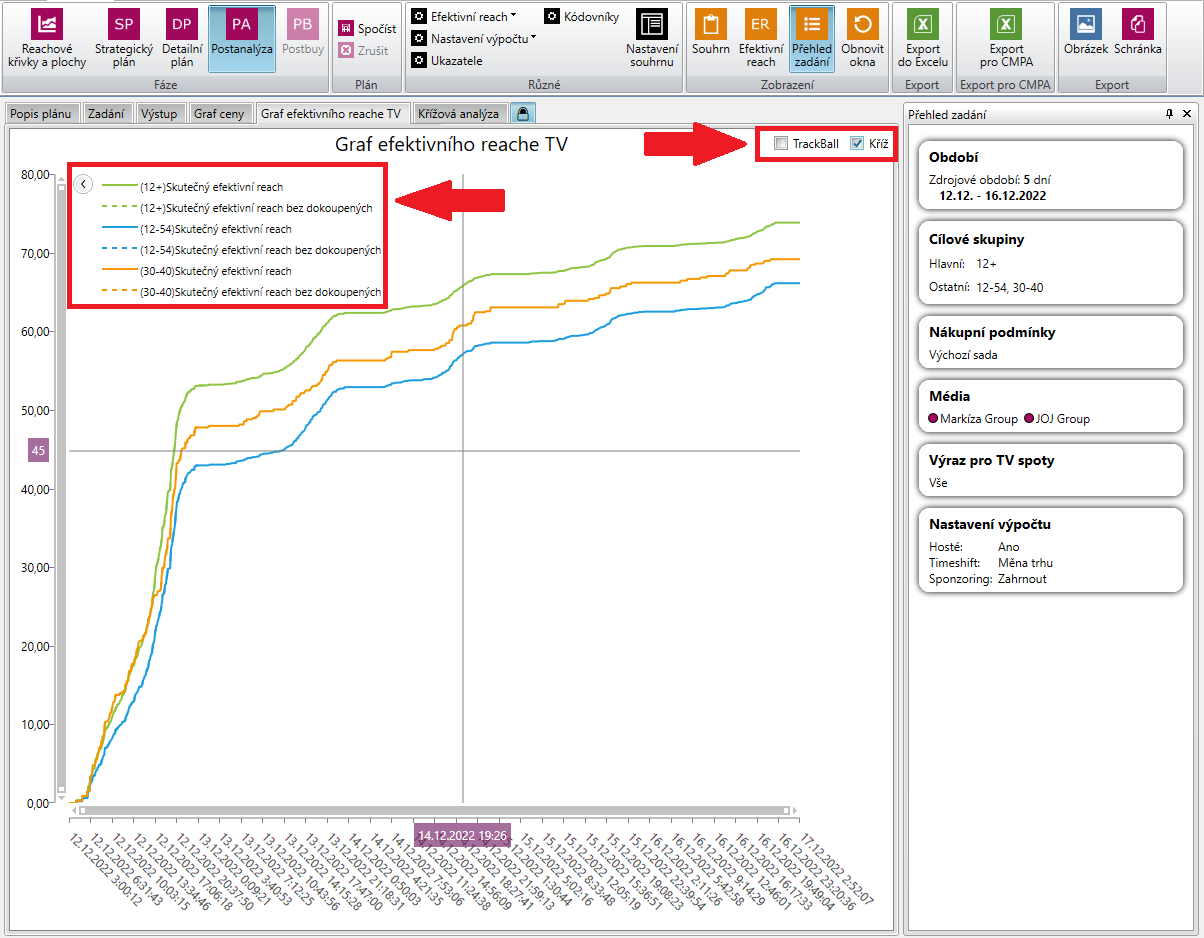 Reachové křivky a plochy
SP Strategický plán
DP Detailní plán
PA Postanalýza
PB Postbuy
Fáze
Spočíst
Zrušit
Plán
Efektivní reach
Nastavení výpočtu
Ukazatele
Kódovníky
Nastavení souhrnu
Různé
Souhrn
ER Efektivní reach
Přehled zadání
Obnovit okna
Zobrazení
Export do Excelu
Export
Export pro CMPA
Export pro CMPA
Obrázek
Schránka
Export
Popis plánu
Zadání
Výstup
Graf ceny
Graf efektivního reache TV
Křížová analýza
Graf efektivního reache TV
TrackBall
Kříž
(12+)Skutečný efektivní reach
(12+)Skutečný efektivní reach bez dokoupených
(12-54)Skutečný efektivní reach
(12-54)Skutečný efektivní reach bez dokoupených
(30-40)Skutečný efektivní reach
(30-40)Skutečný efektivní reach bez dokoupených
80,00
70,00
60,00
50,00
45
40,00
30,00
20,00
10,00
0,00
14.12.2022 19:26
12.12.2022 3:00:12
12.12.2022 6:31:43
12.12.2022 10:03:15
12.12.2022 13:34:46
12.12.2022 17:06:18
12.12.2022 20:37:50
13.12.2022 0:09:21
13.12.2022 3:40:53
13.12.2022 7:12:25
13.12.2022 10:43:56
13.12.2022 14:15:28
13.12.2022 17:47:00
13.12.2022 21:18:31
14.12.2022 0:50:03
14.12.2022 4:21:35
14.12.2022 7:53:06
14.12.2022 11:24:38
14.12.2022 14:56:09
14.12.2022 18:27:41
14.12.2022 21:59:13
15.12.2022 1:30:44
15.12.2022 5:02:16
15.12.2022 8:33:48
15.12.2022 12:05:19
15.12.2022 15:36:51
15.12.2022 19:08:23
15.12.2022 22:39:54
16.12.2022 2:11:26
16.12.2022 5:42:58
16.12.2022 9:14:29
16.12.2022 12:46:01
16.12.2022 16:17:33
16.12.2022 19:49:04
16.12.2022 23:20:36
17.12.2022 2:52:07
Přehled zadání
Období
Zdrojové období: 5 dní
12.12. - 16.12.2022
Cílové skupiny
Hlavní: 12+
Ostatní: 12-54, 30-40
Nákupní podmínky
Výchozí sada
Média
Markíza Group JOJ Group
Výraz pro TV spoty
Vše
Nastavení výpočtu
Hosté: Ano
Timeshift: Měna trhu
Sponzoring: Zahrnout